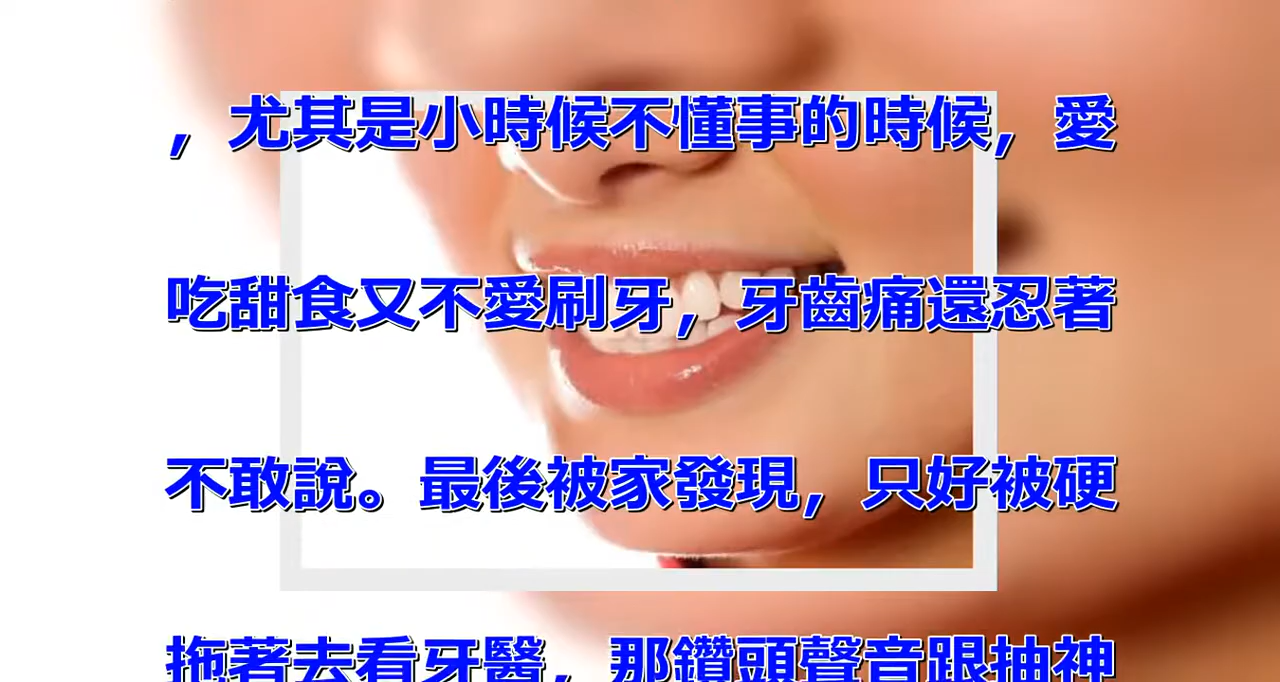 ，尤其是小時候不懂事的時候，愛
吃甜食又不愛刷牙，牙齒痛還忍著
不敢說。最後被家發現，只好被硬
拖著去看牙醫，那鑽頭聲音跟抽神